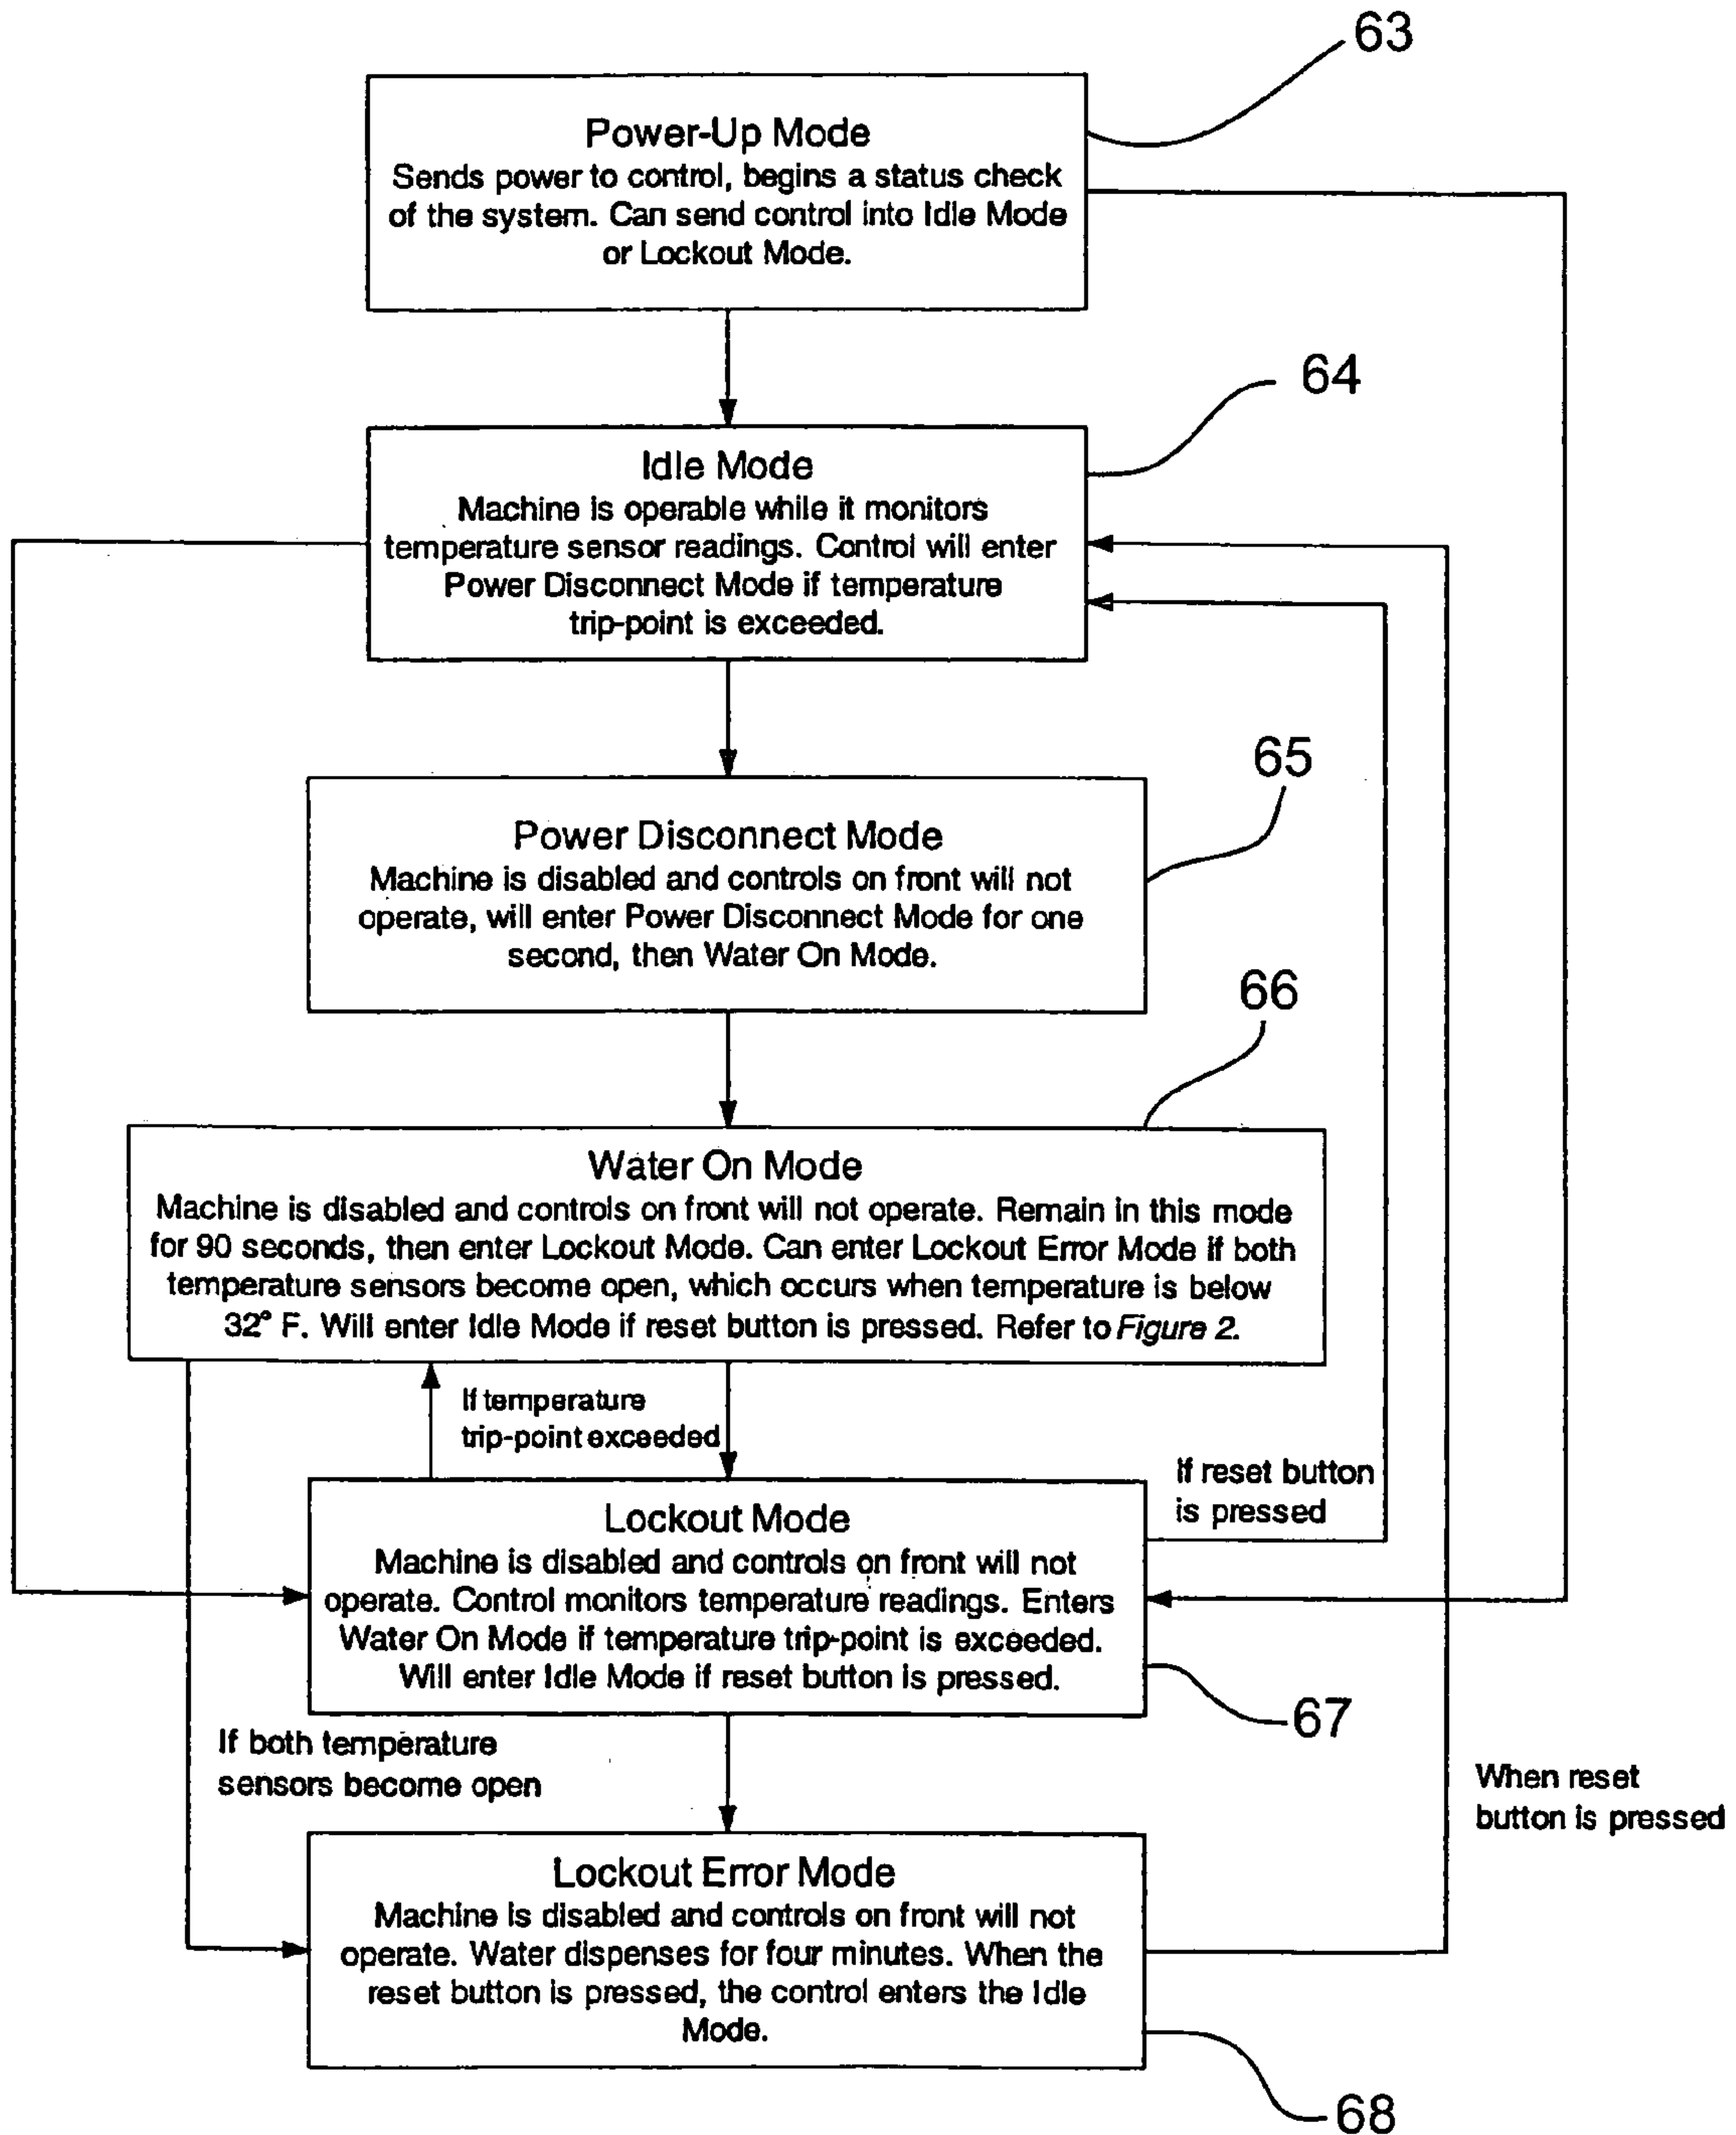 63
Power-Up Mode
Sends power to control, begins a status check
of the system. Can send control into Idle Mode
or Lockout Mode.
64
Idle Mode
Machine is operable while it monitors
temperature sensor readings. Control will enter
Power Disconnect Mode if temperature
trip-point is exceeded.
65
Power Disconnect Mode
Machine is disabled and controls on front will not
operate, will enter Power Disconnect Mode for one
second, then Water On Mode.
66
Water On Mode
Machine is disabled and controls on front will not operate. Remain in this mode
for 90 seconds, then enter Lockout Mode. Can enter Lockout Error Mode if both
temperature sensors become open, which occurs when temperature is below
32° F. Will enter Idle Mode if reset button is pressed. Refer to Figure 2.
If temperature
trip-point exceeded
If reset button
is pressed
Lockout Mode
Machine is disabled and controls on front will not
operate. Control monitors temperature readings. Enters
Water On Mode if temperature trip-point is exceeded.
Will enter Idle Mode if reset button is pressed.
67
If both temperature
sensors become open
When reset
button is pressed
Lockout Error Mode
Machine is disabled and controls on front will not
operate. Water dispenses for four minutes. When the
reset button is pressed, the control enters the Idle
Mode.
68